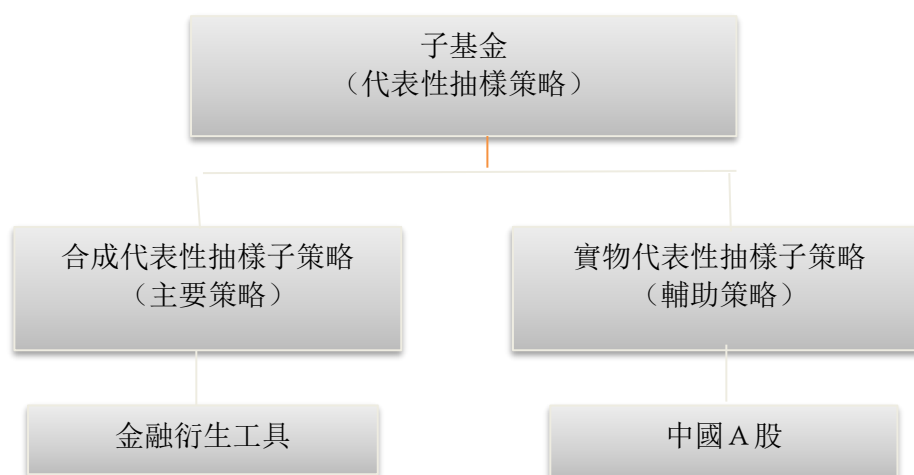 子基金
（代表性抽樣策略）
合成代表性抽樣子策略
（主要策略）
實物代表性抽樣子策略
（輔助策略）
金融衍生工具
中國A股